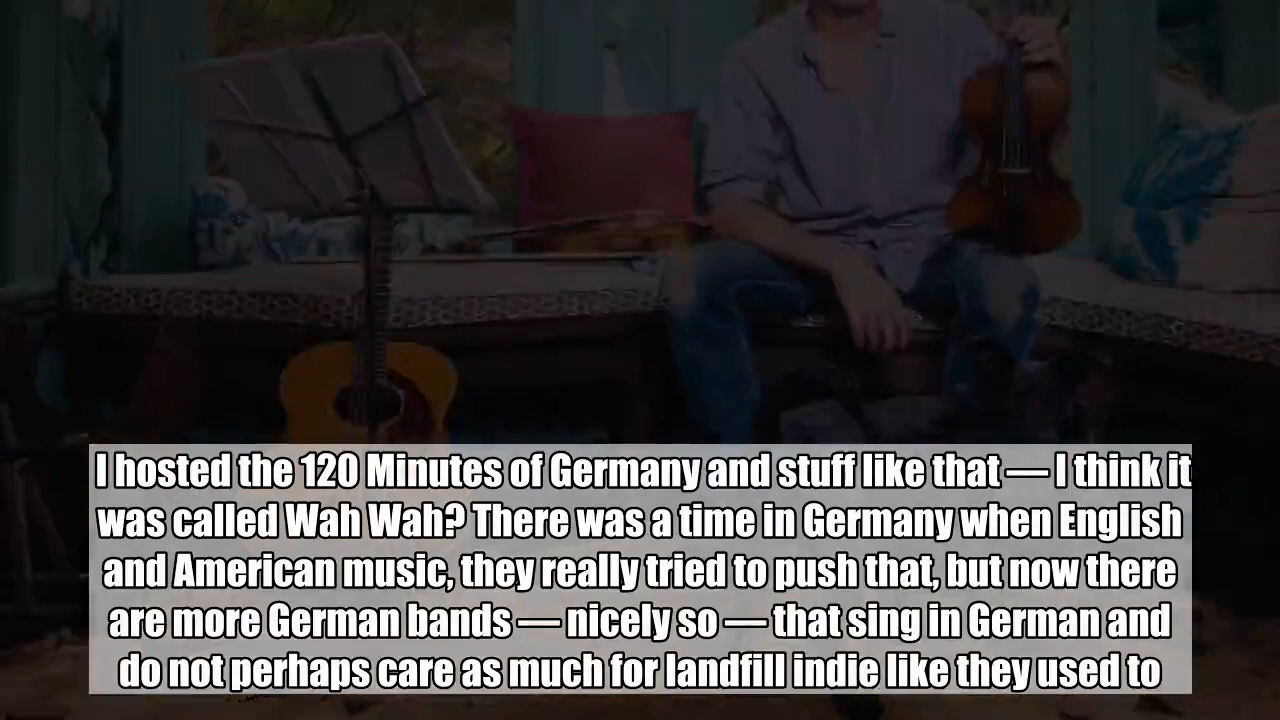 I hosted the 120 Minutes of Germany and stuff like that — I think it
was called Wah Wah? There was a time in Germany when English
and American music, they really tried to push that, but now there
are more German bands — nicely so — that sing in German and
do not perhaps care as much for landfill indie like they used to